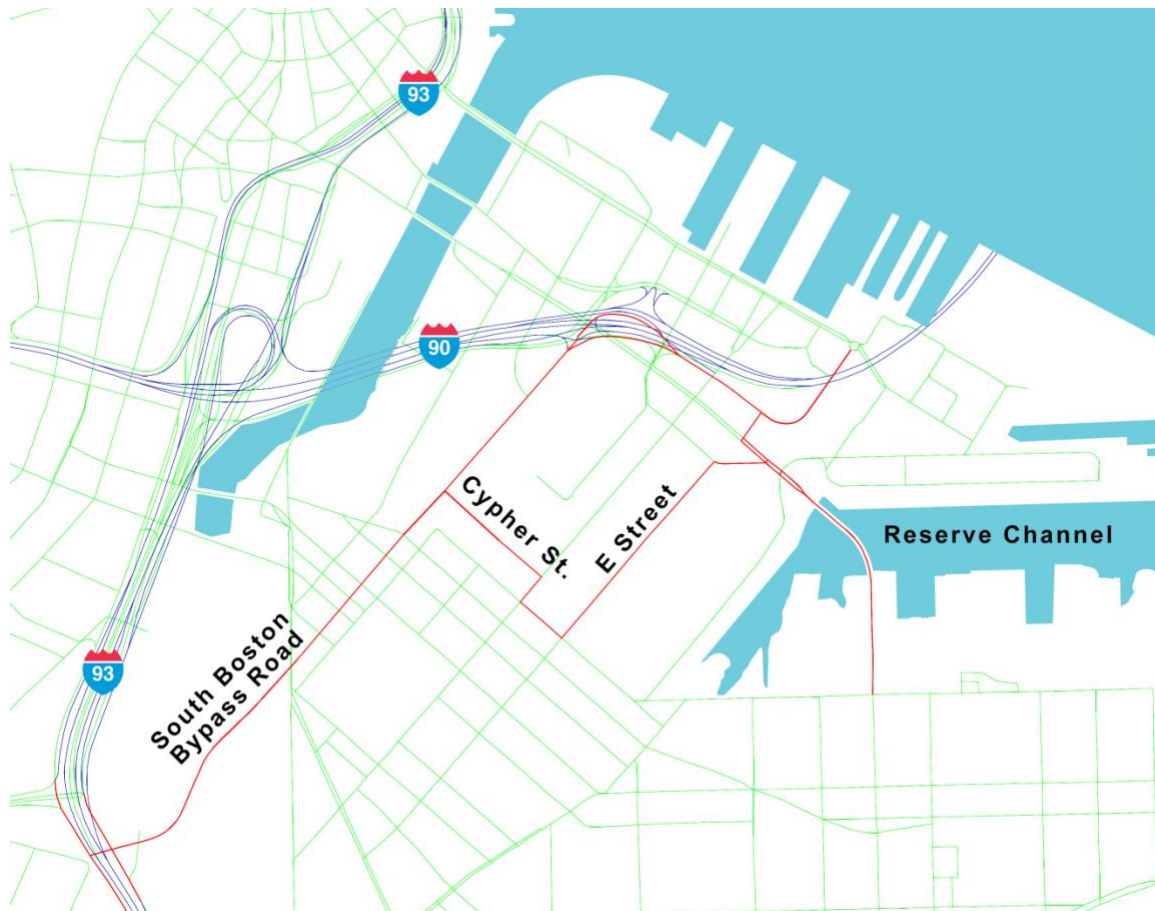 93
90
Cypher St.
E Street
Reserve Channel
South Boston
Bypass Road
93